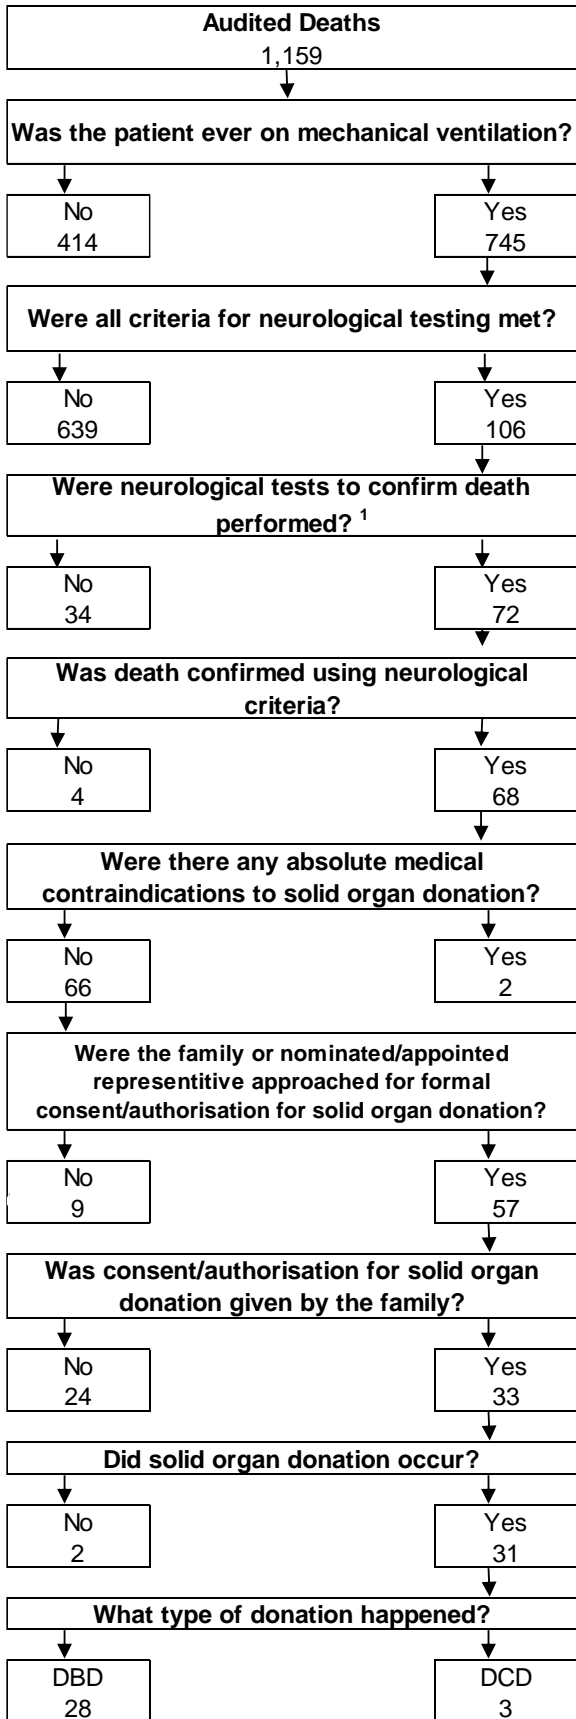 Audited Deaths
1,159
Was the patient ever on mechanical ventilation?
No
414
Yes
745
Were all criteria for neurological testing met?
No
639
Yes
106
Were neurological tests to confirm death
performed? 1
No
34
Yes
72
Was death confirmed using neurological
criteria?
No
4
Yes
68
Were there any absolute medical
contraindications to solid organ donation?
No
66
Yes
2
Were the family or nominated/appointed
representitive approached for formal
consent/authorisation for solid organ donation?
No
9
Yes
57
Was consent/authorisation for solid organ
donation given by the family?
No
24
Yes
33
Did solid organ donation occur?
No
2
Yes
31
What type of donation happened?
DBD
28
DCD
3